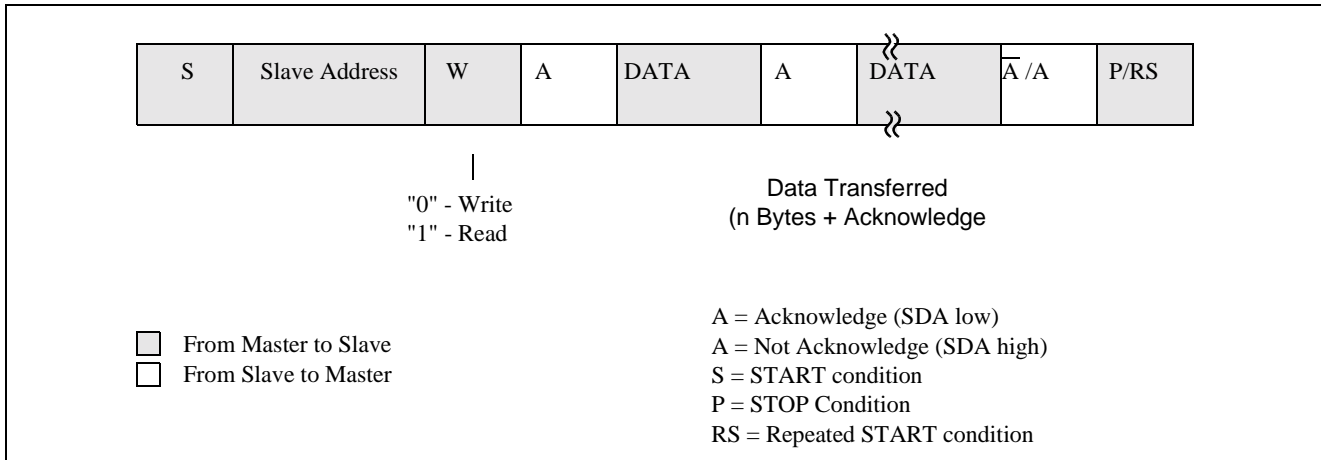 S Slave Address W A DATA A DATA A̅ /A P/RS
"0" - Write
"1" - Read
Data Transferred
(n Bytes + Acknowledge
From Master to Slave
From Slave to Master
A = Acknowledge (SDA low)
A = Not Acknowledge (SDA high)
S = START condition
P = STOP Condition
RS = Repeated START condition